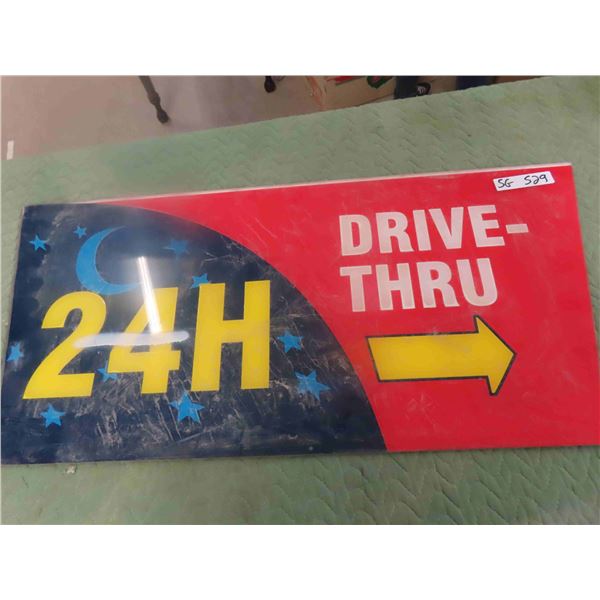 SG 529
24H
DRIVE-
THRU